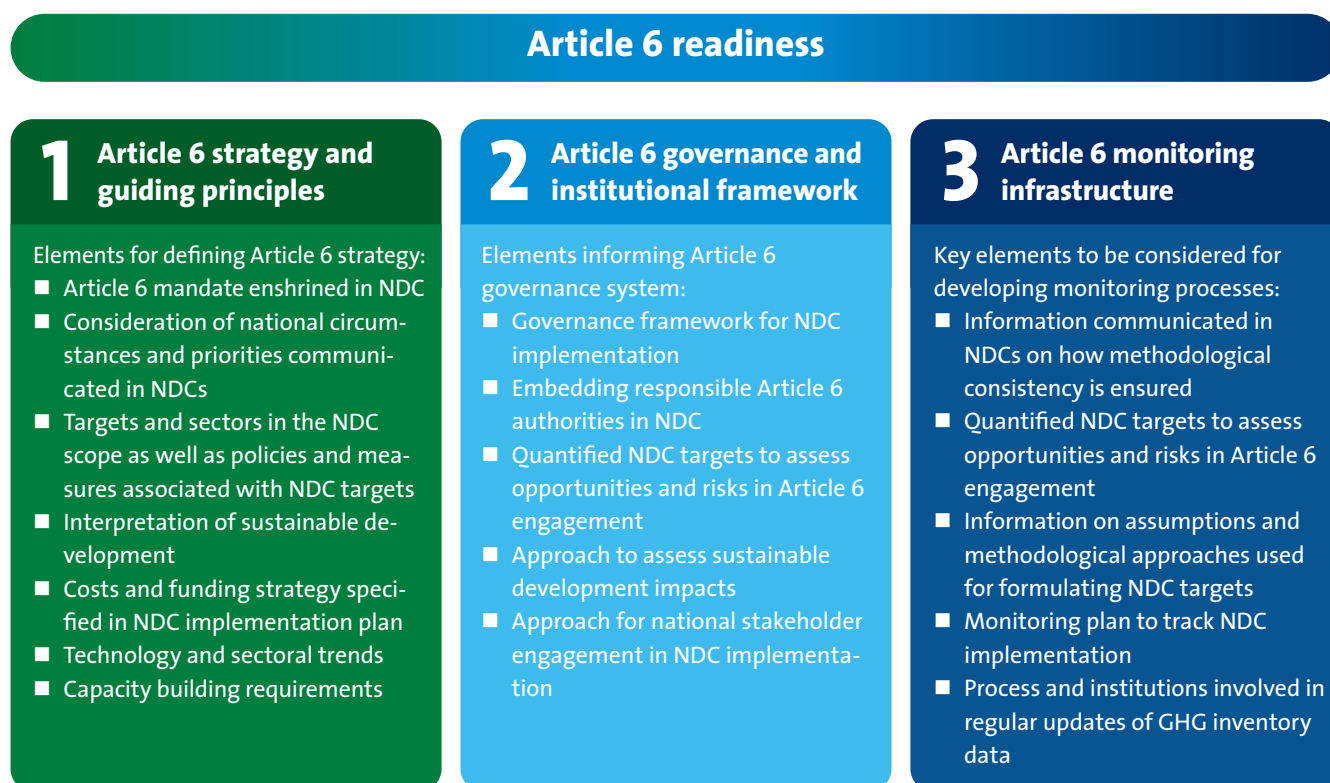 Article 6 readiness
1 Article 6 strategy and
guiding principles
Elements for defining Article 6 strategy:
■ Article 6 mandate enshrined in NDC
■ Consideration of national circum-
stances and priorities communi-
cated in NDCs
■ Targets and sectors in the NDC
scope as well as policies and mea-
sures associated with NDC targets
■ Interpretation of sustainable de-
velopment
■ Costs and funding strategy speci-
fied in NDC implementation plan
■ Technology and sectoral trends
■ Capacity building requirements
2 Article 6 governance and
institutional framework
Elements informing Article 6
governance system:
■ Governance framework for NDC
implementation
■ Embedding responsible Article 6
authorities in NDC
■ Quantified NDC targets to assess
opportunities and risks in Article 6
engagement
■ Approach to assess sustainable
development impacts
■ Approach for national stakeholder
engagement in NDC implementa-
tion
3 Article 6 monitoring
infrastructure
Key elements to be considered for
developing monitoring processes:
■ Information communicated in
NDCs on how methodological
consistency is ensured
■ Quantified NDC targets to assess
opportunities and risks in Article 6
engagement
■ Information on assumptions and
methodological approaches used
for formulating NDC targets
■ Monitoring plan to track NDC
implementation
■ Process and institutions involved in
regular updates of GHG inventory
data